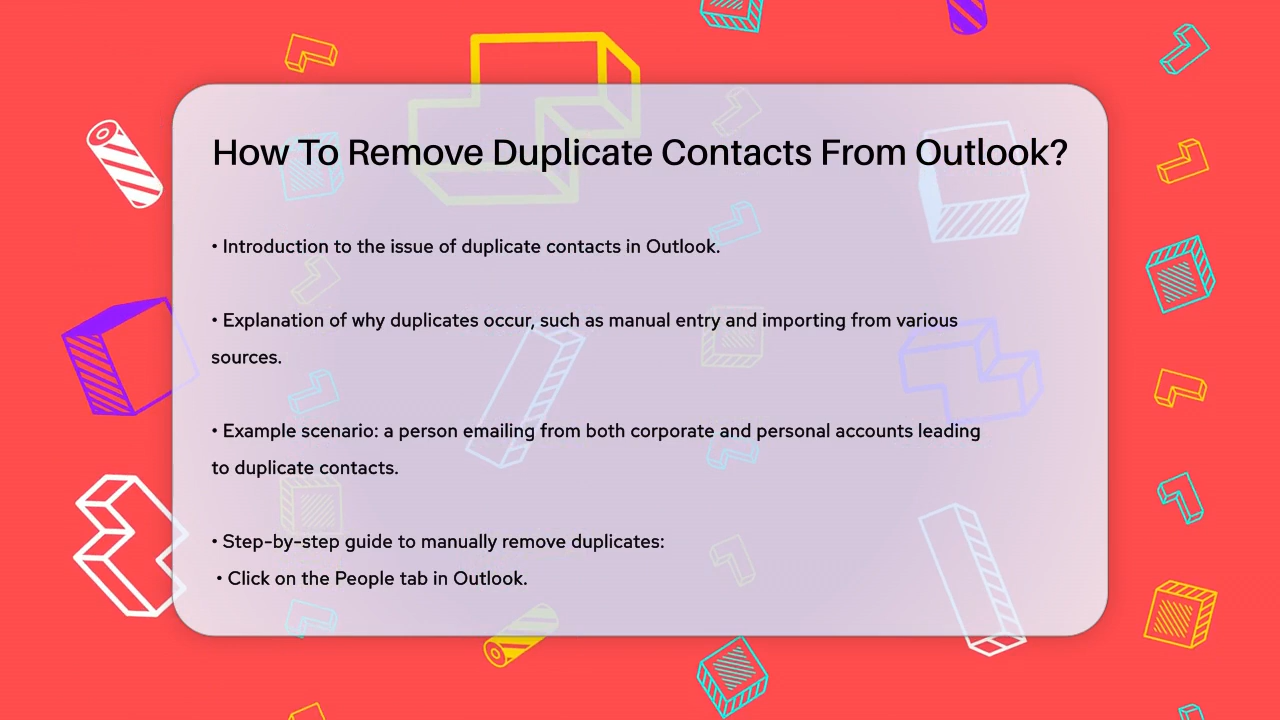 How To Remove Duplicate Contacts From Outlook?
• Introduction to the issue of duplicate contacts in Outlook.
• Explanation of why duplicates occur, such as manual entry and importing from various
sources.
• Example scenario: a person emailing from both corporate and personal accounts leading
to duplicate contacts.
• Step-by-step guide to manually remove duplicates:
• Click on the People tab in Outlook.